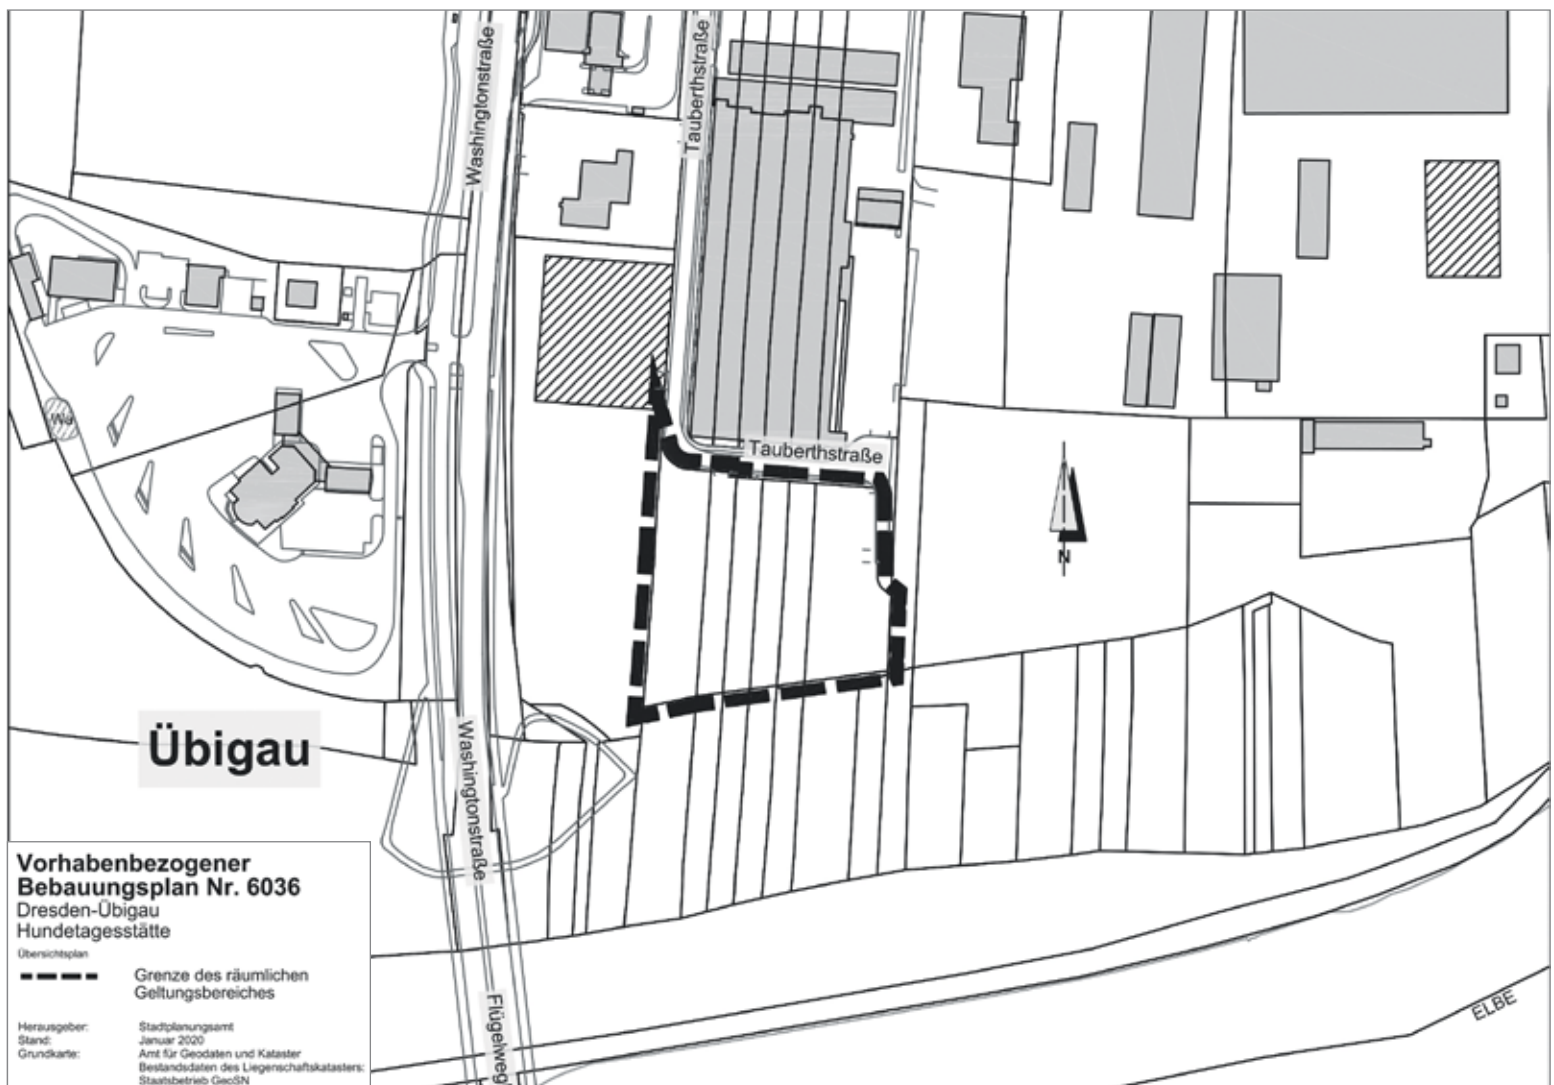 Washingtonstraße
Tauberthstraße
Tauberthstraße
N
Übigau
Washingtonstraße
Vorhabenbezogener
Bebauungsplan Nr. 6036
Dresden-Übigau
Hundetagesstätte
Übersichtsplan
Grenze des räumlichen
Geltungsbereiches
Herausgeber: Stadtplanungsamt
Stand: Januar 2020
Grundkarte: Amt für Geodaten und Kataster
Bestandsdaten des Liegenschaftskatasters:
Staatsbetrieb GeoSN
Flügelweg
ELBE